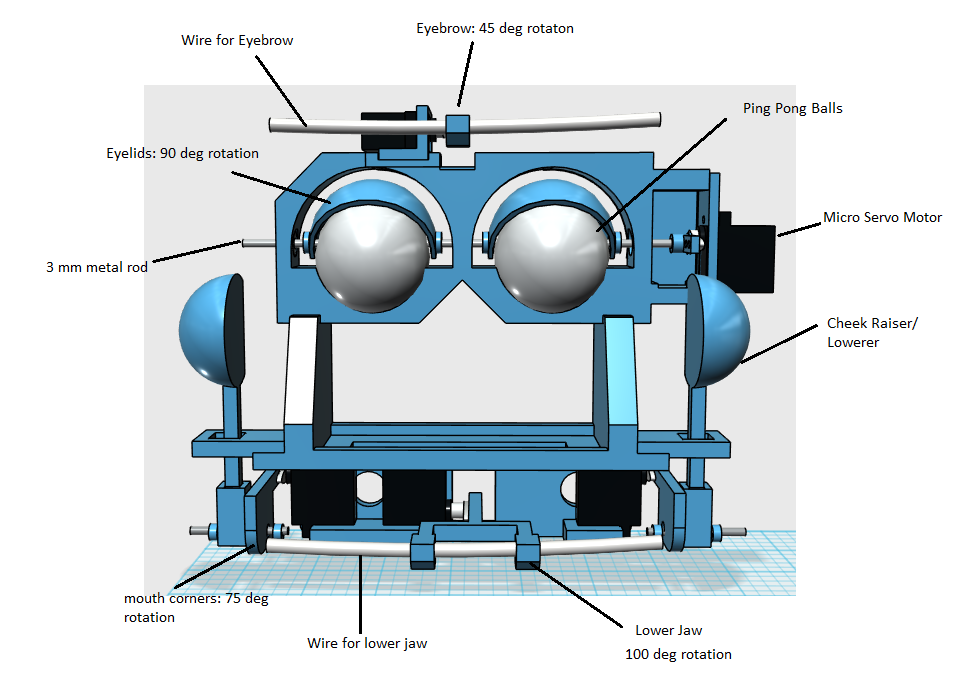 Eyebrow: 45 deg rotaton
Wire for Eyebrow
Ping Pong Balls
Eyelids: 90 deg rotation
Micro Servo Motor
3 mm metal rod
Cheek Raiser/
Lowerer
mouth corners: 75 deg
rotation
Lower Jaw
100 deg rotation
Wire for lower jaw